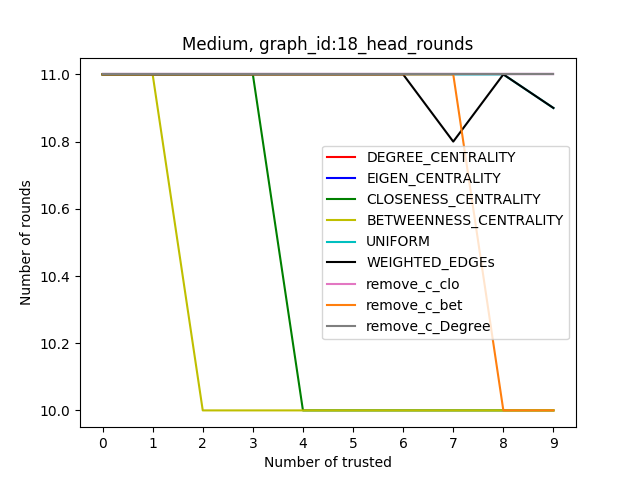 Medium, graph_id:18_head_rounds
11.0
10.8
10.6
10.4
10.2
10.0
Number of rounds
DEGREE_CENTRALITY
EIGEN_CENTRALITY
CLOSENESS_CENTRALITY
BETWEENNESS_CENTRALITY
UNIFORM
WEIGHTED_EDGEs
remove_c_clo
remove_c_bet
remove_c_Degree
0 1 2 3 4 5 6 7 8 9
Number of trusted